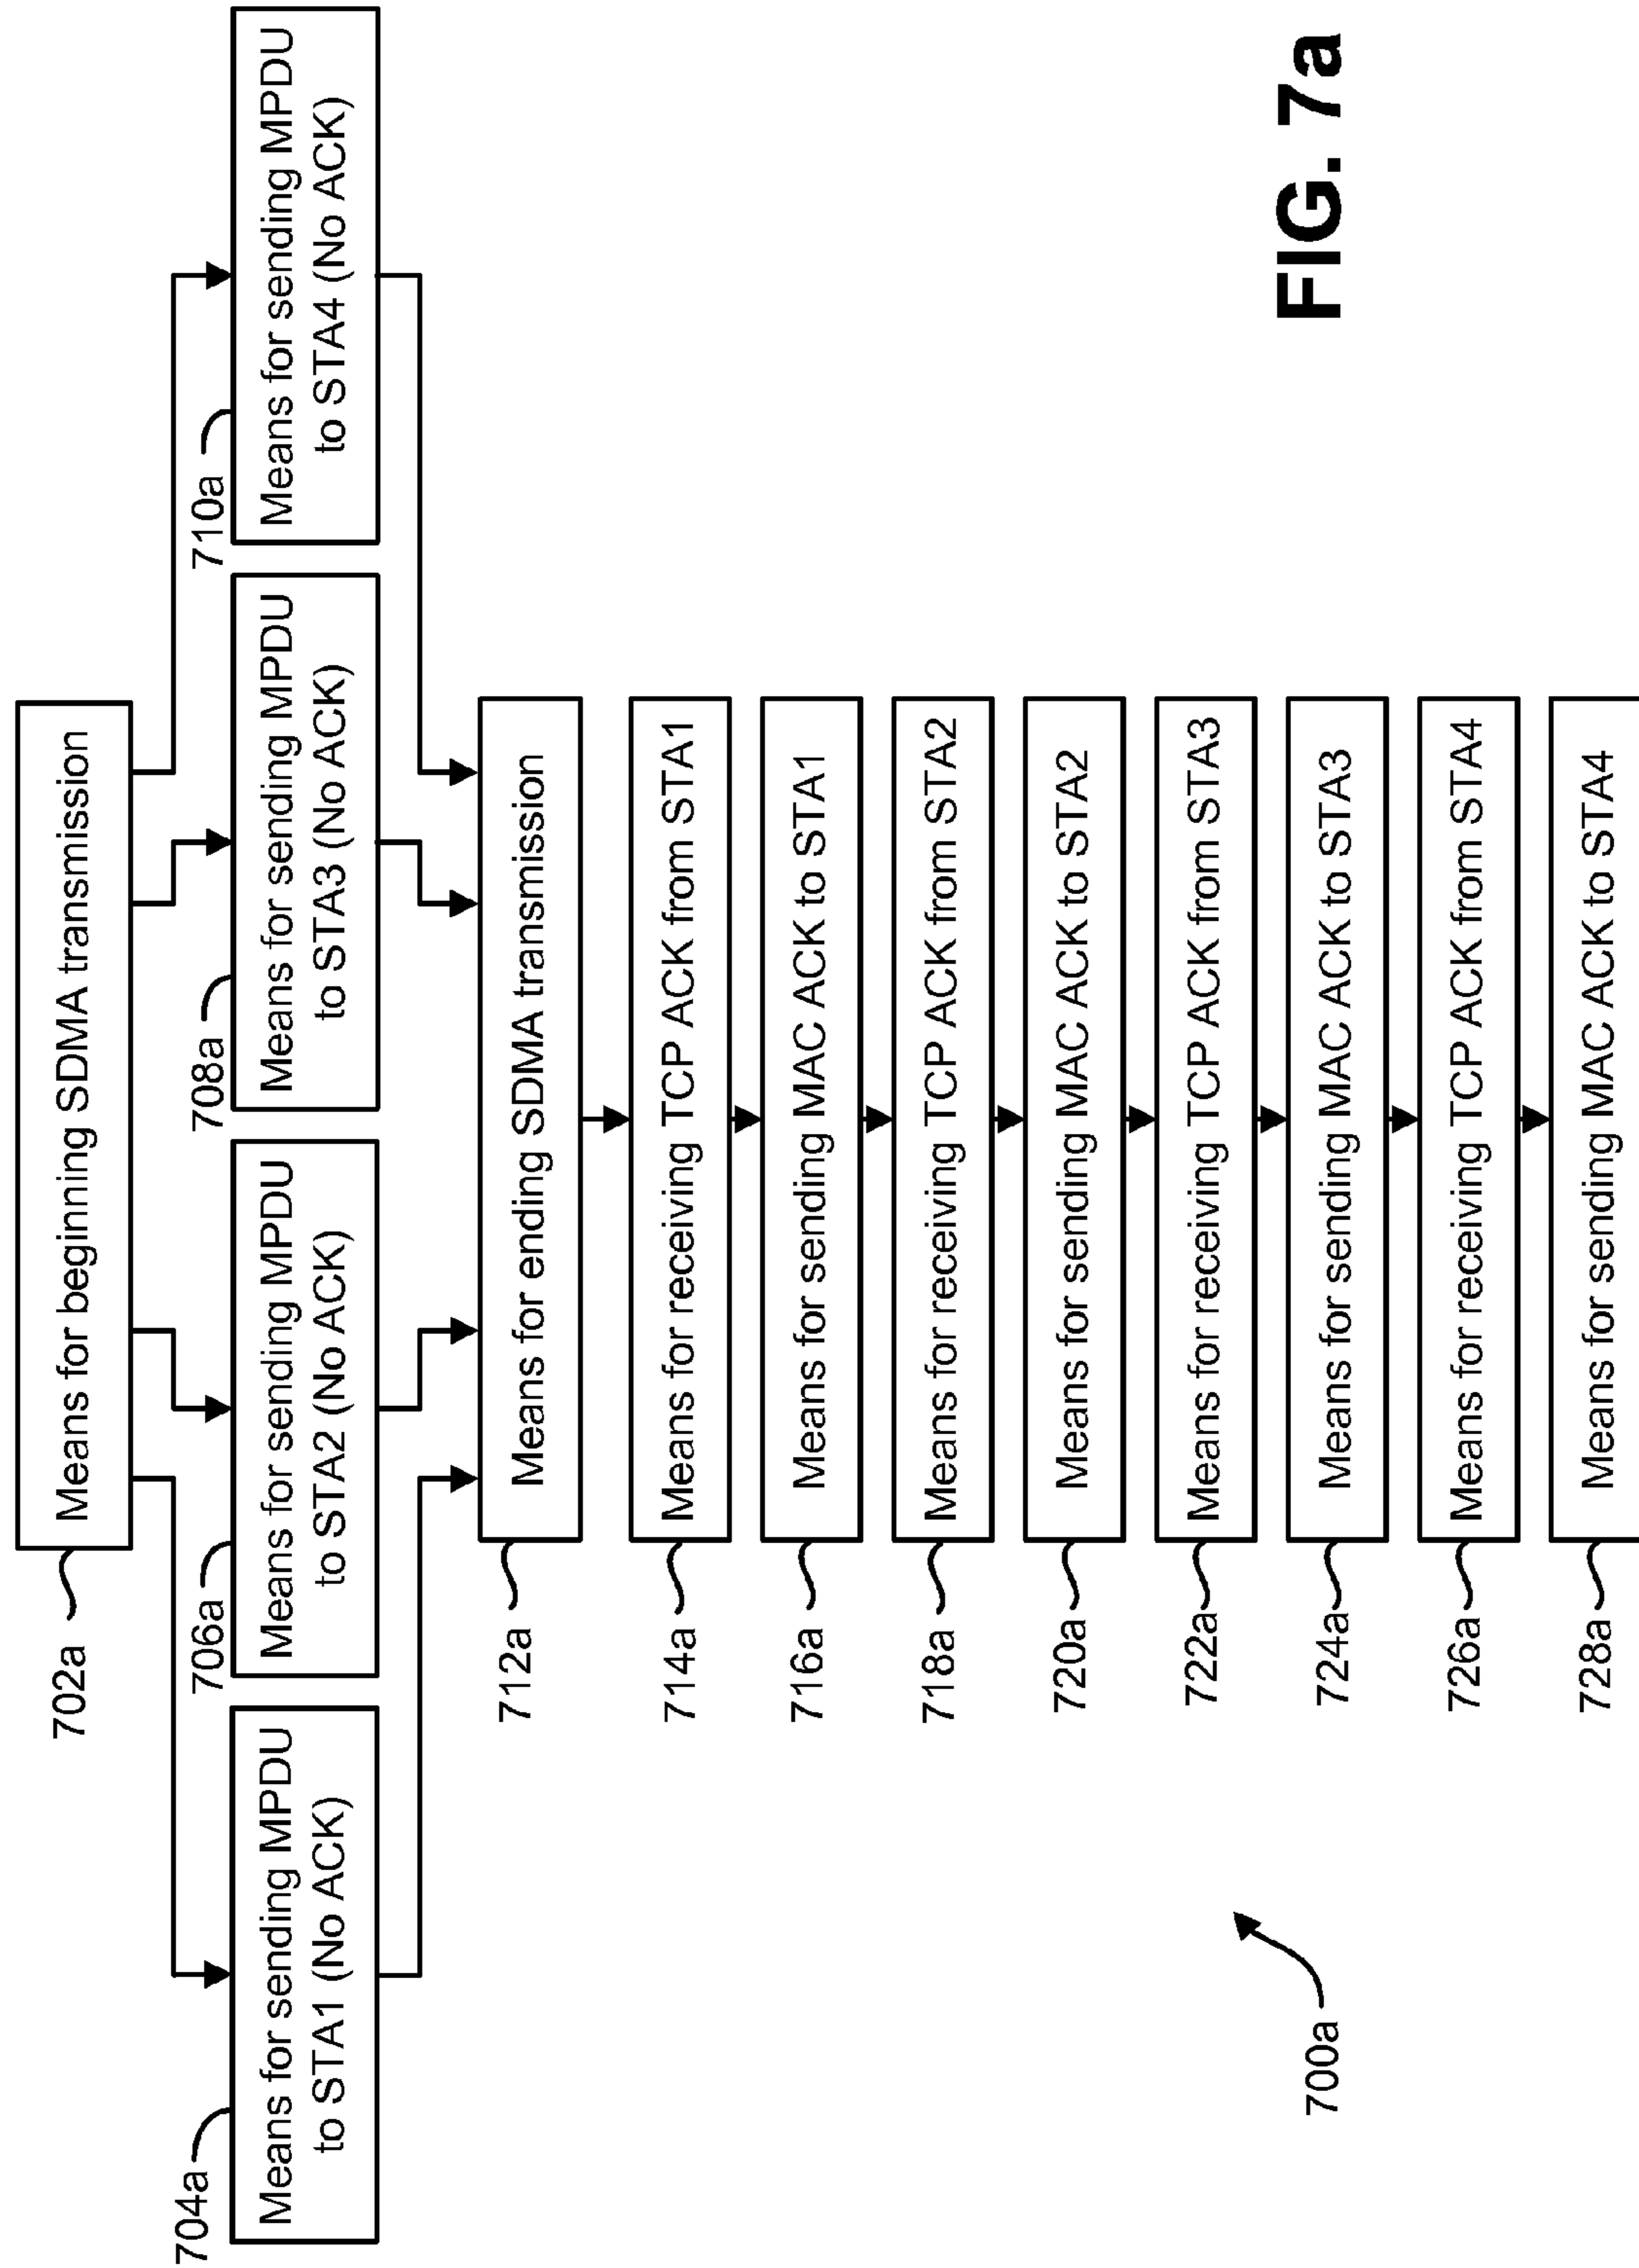 702a
Means for beginning SDMA transmission
704a
Means for sending MPDU
to STA1 (No ACK)
706a
Means for sending MPDU
to STA2 (No ACK)
708a
Means for sending MPDU
to STA3 (No ACK)
710a
Means for sending MPDU
to STA4 (No ACK)
712a
Means for ending SDMA transmission
714a
Means for receiving TCP ACK from STA1
716a
Means for sending MAC ACK to STA1
718a
Means for receiving TCP ACK from STA2
720a
Means for sending MAC ACK to STA2
722a
Means for receiving TCP ACK from STA3
724a
Means for sending MAC ACK to STA3
726a
Means for receiving TCP ACK from STA4
728a
Means for sending MAC ACK to STA4
700a
FIG. 7a